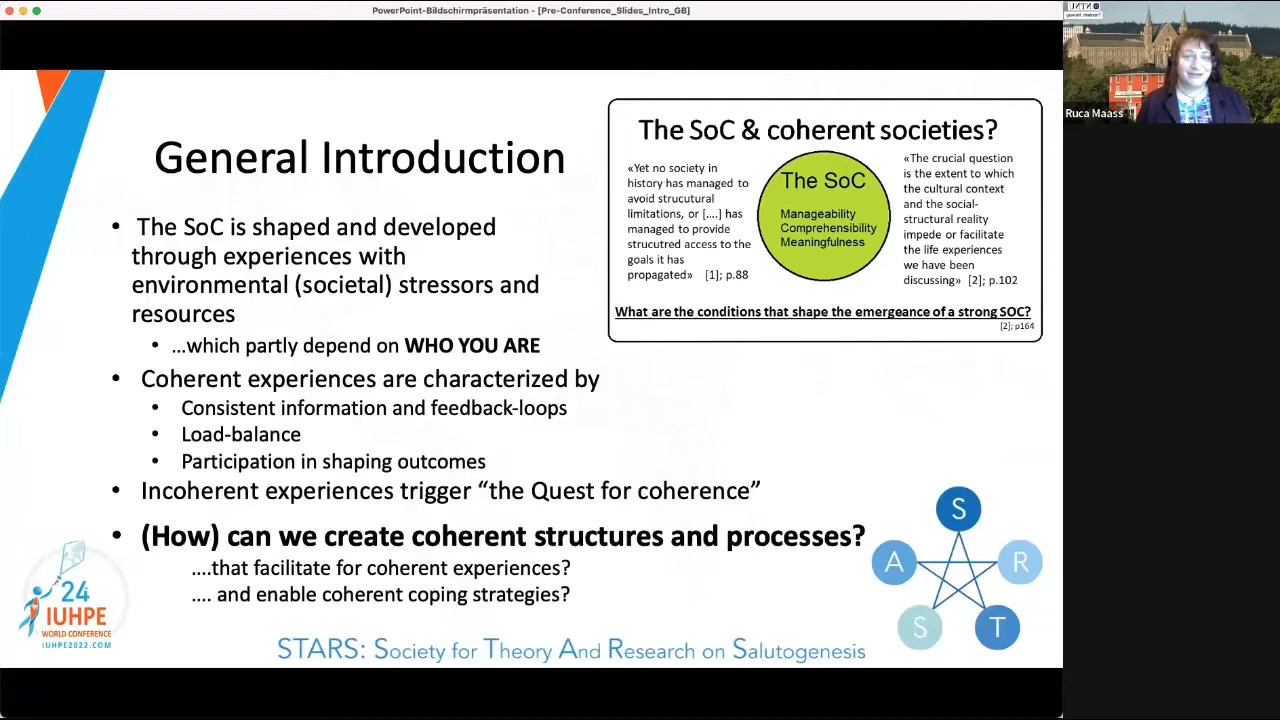 PowerPoint-Bildschirmpräsentation - [Pre-Conference_Slides_Intro_GB]
NTNU
Ruca Maass
General Introduction
• The SoC is shaped and developed
through experiences with
environmental (societal) stressors and
resources
• ...which partly depend on WHO YOU ARE
• Coherent experiences are characterized by
• Consistent information and feedback-loops
• Load-balance
• Participation in shaping outcomes
• Incoherent experiences trigger “the Quest for coherence”
• (How) can we create coherent structures and processes?
....that facilitate for coherent experiences?
.... and enable coherent coping strategies?
The SoC & coherent societies?
«Yet no society in
history has managed to
avoid strucutural
limitations, or [....] has
managed to provide
strucutred access to the
goals it has
propagated» [1]; p.88
The SoC
Manageability
Comprehensibility
Meaningfulness
«The crucial question
is the extent to which
the cultural context
and the social-
structural reality
impede or facilitate
the life experiences
we have been
discussing» [2]; p.102
What are the conditions that shape the emergeance of a strong SOC?
[2]; p164
24
IUHPE
WORLD CONFERENCE
IUHPE2022.COM
STARS: Society for Theory And Research on Salutogenesis
S
A
R
S
T